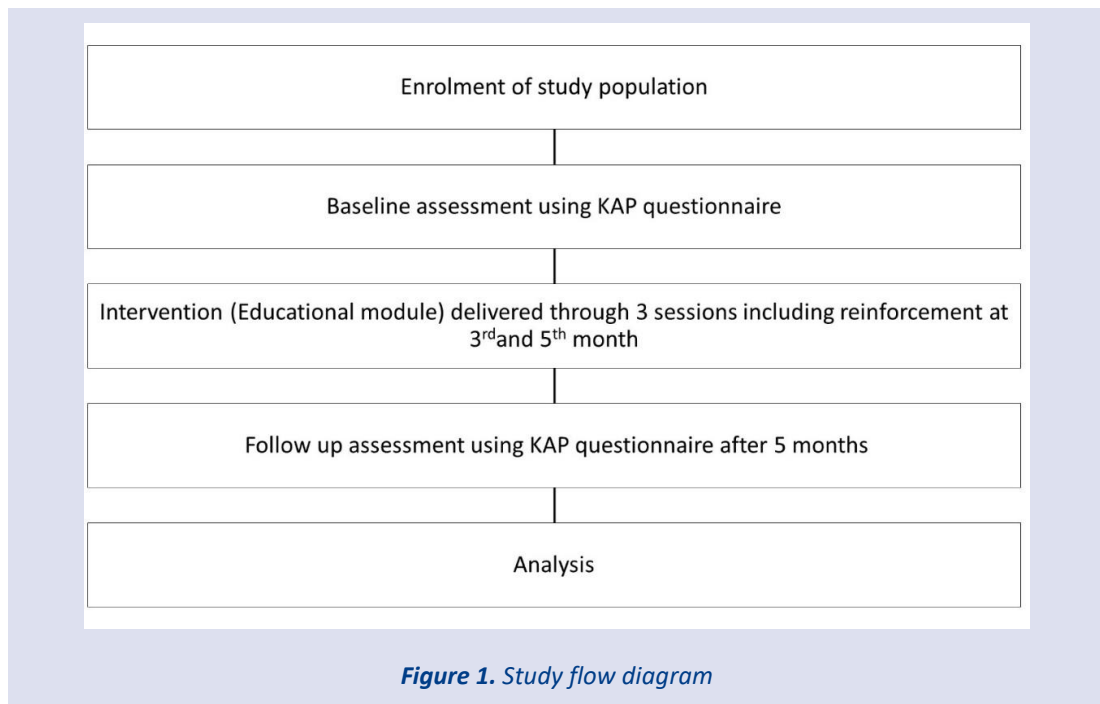 Enrolment of study population
Baseline assessment using KAP questionnaire
Intervention (Educational module) delivered through 3 sessions including reinforcement at
3rdand 5th month
Follow up assessment using KAP questionnaire after 5 months
Analysis
Figure 1. Study flow diagram